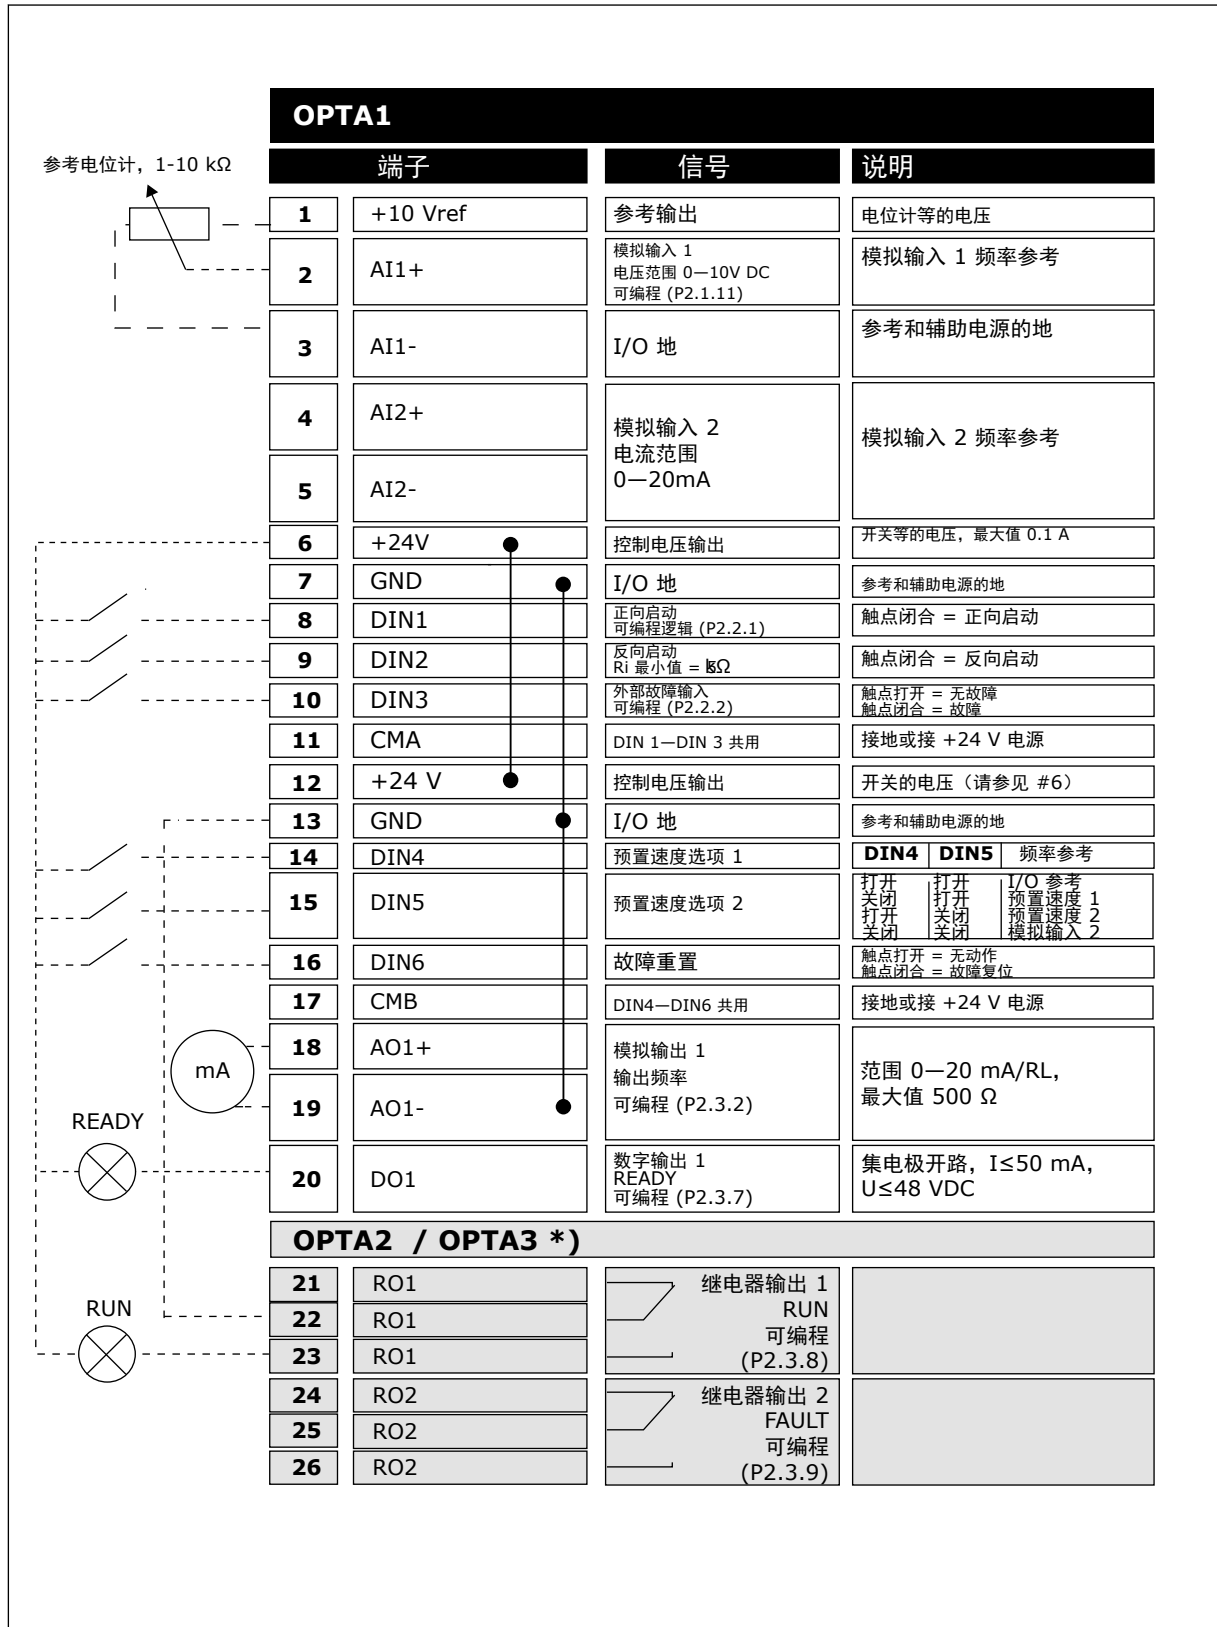 OPTA1
参考电位计，1-10 kΩ
端子 信号 说明
1 +10 Vref 参考输出 电位计等的电压
2 AI1+ 模拟输入 1 模拟输入 1 频率参考
电压范围 0—10V DC
可编程 (P2.1.11)
3 AI1- I/O 地 参考和辅助电源的地
4 AI2+ 模拟输入 2 模拟输入 2 频率参考
电流范围
5 AI2- 0—20mA
6 +24V 控制电压输出 开关等的电压，最大值 0.1 A
7 GND I/O 地 参考和辅助电源的地
8 DIN1 正向启动 触点闭合 = 正向启动
可编程逻辑 (P2.2.1)
9 DIN2 反向启动 触点闭合 = 反向启动
Ri 最小值 = Ω
10 DIN3 外部故障输入 触点打开 = 无故障
可编程 (P2.2.2) 触点闭合 = 故障
11 CMA DIN 1—DIN 3 共用 接地或接 +24 V 电源
12 +24 V 控制电压输出 开关的电压（请参见 #6）
13 GND I/O 地 参考和辅助电源的地
14 DIN4 预置速度选项 1 DIN4 DIN5 频率参考
15 DIN5 预置速度选项 2 打开 打开 I/O 参考
关闭 打开 预置速度 1
打开 关闭 预置速度 2
关闭 关闭 模拟输入 2
16 DIN6 故障重置 触点打开 = 无动作
触点闭合 = 故障复位
17 CMB DIN4—DIN6 共用 接地或接 +24 V 电源
mA 18 AO1+ 模拟输出 1 范围 0—20 mA/RL，
输出频率 最大值 500 Ω
19 AO1- 可编程 (P2.3.2)
READY
20 DO1 数字输出 1 集电极开路，I≤50 mA，
READY U≤48 VDC
可编程 (P2.3.7)
OPTA2 / OPTA3 *)
21 RO1 继电器输出 1
RUN 22 RO1 RUN
可编程
23 RO1 (P2.3.8)
24 RO2 继电器输出 2
25 RO2 FAULT
可编程
26 RO2 (P2.3.9)